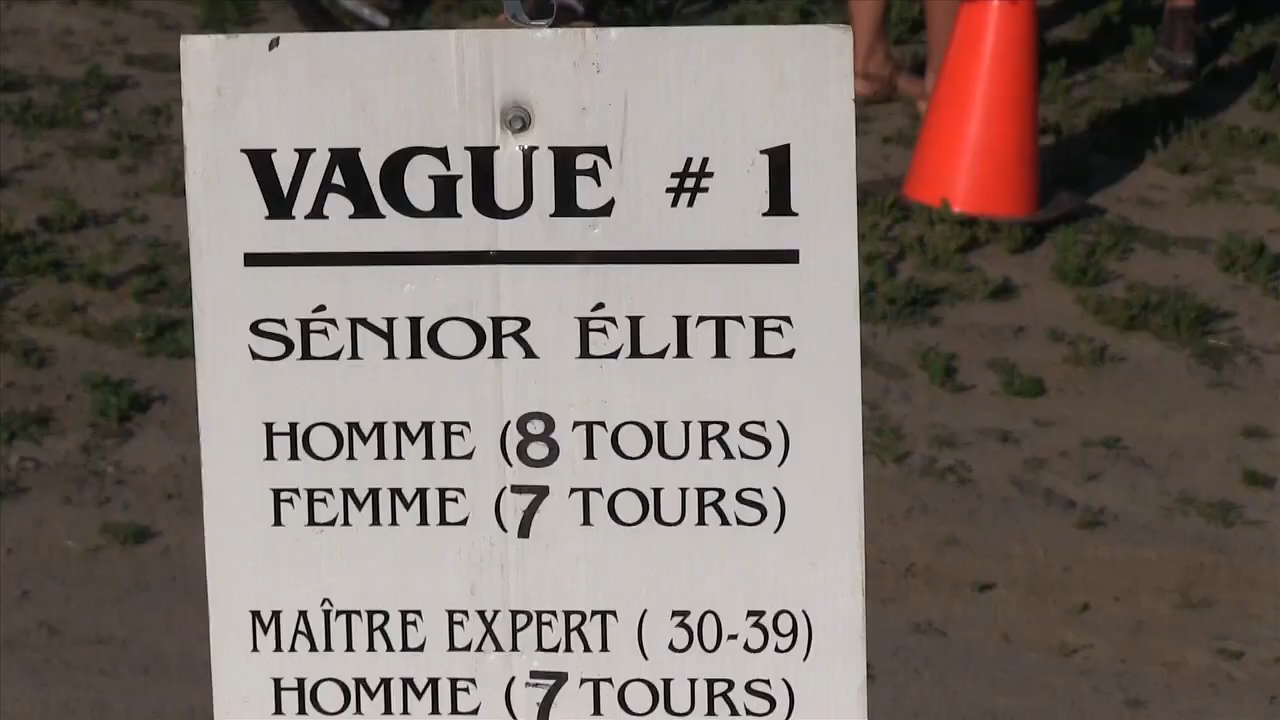 VAGUE # 1
SÉNIOR ÉLITE
HOMME (8 TOURS)
FEMME (7 TOURS)
MAÎTRE EXPERT ( 30-39)
HOMME (7 TOURS)